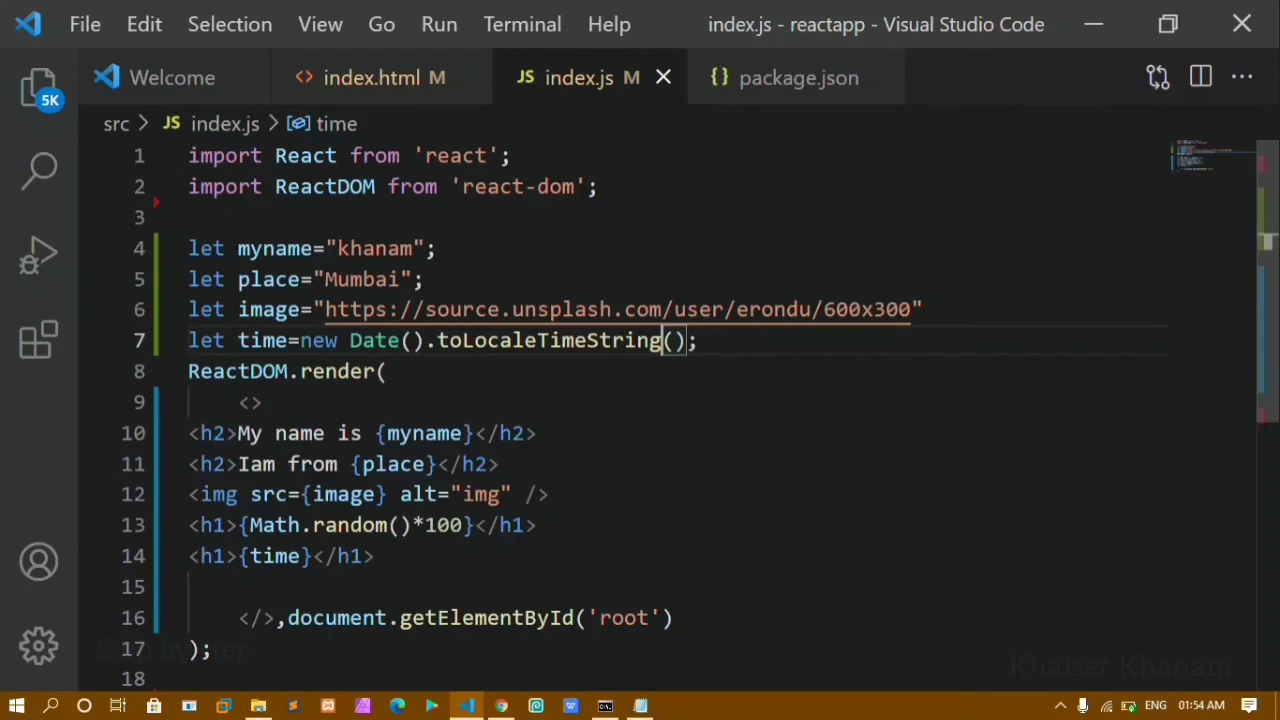 File Edit Selection View Go Run Terminal Help index.js - reactapp - Visual Studio Code
Welcome index.html M JS index.js M {} package.json
5K
src > JS index.js > time
1 import React from 'react';
2 import ReactDOM from 'react-dom';
3
4 let myname="khanam";
5 let place="Mumbai";
6 let image="https://source.unsplash.com/user/erondu/600x300"
7 let time=new Date().toLocaleTimeString();
8 ReactDOM.render(
9 <>
10 <h2>My name is {myname}</h2>
11 <h2>Iam from {place}</h2>
12 <img src={image} alt="img" />
13 <h1>{Math.random()*100}</h1>
14 <h1>{time}</h1>
15
16 </>,document.getElementById('root')
17 );
18
Step by step
Khaiser Khanam
ENG 01:54 AM